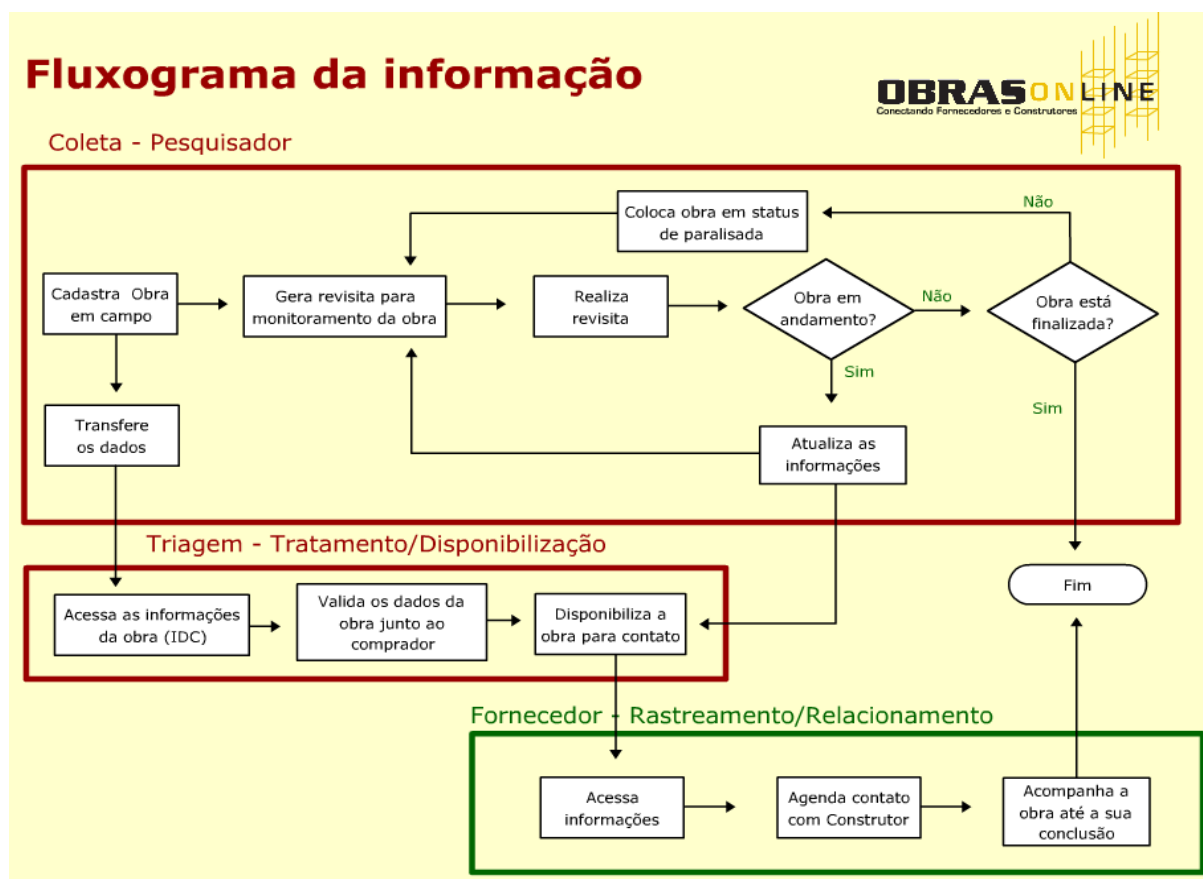 Fluxograma da informação
OBRASONLINE
Conectando Fornecedores e Construtores
Coleta - Pesquisador
Coloca obra em status
de paralisada
Não
Cadastra Obra
em campo
Gera revisita para
monitoramento da obra
Realiza
revisita
Obra em
andamento?
Não
Obra está
finalizada?
Sim
Sim
Transfere
os dados
Atualiza as
informações
Triagem - Tratamento/Disponibilização
Acessa as informações
da obra (IDC)
Valida os dados da
obra junto ao
comprador
Disponibiliza a
obra para contato
Fim
Fornecedor - Rastreamento/Relacionamento
Acessa
informações
Agenda contato
com Construtor
Acompanha a
obra até a sua
conclusão